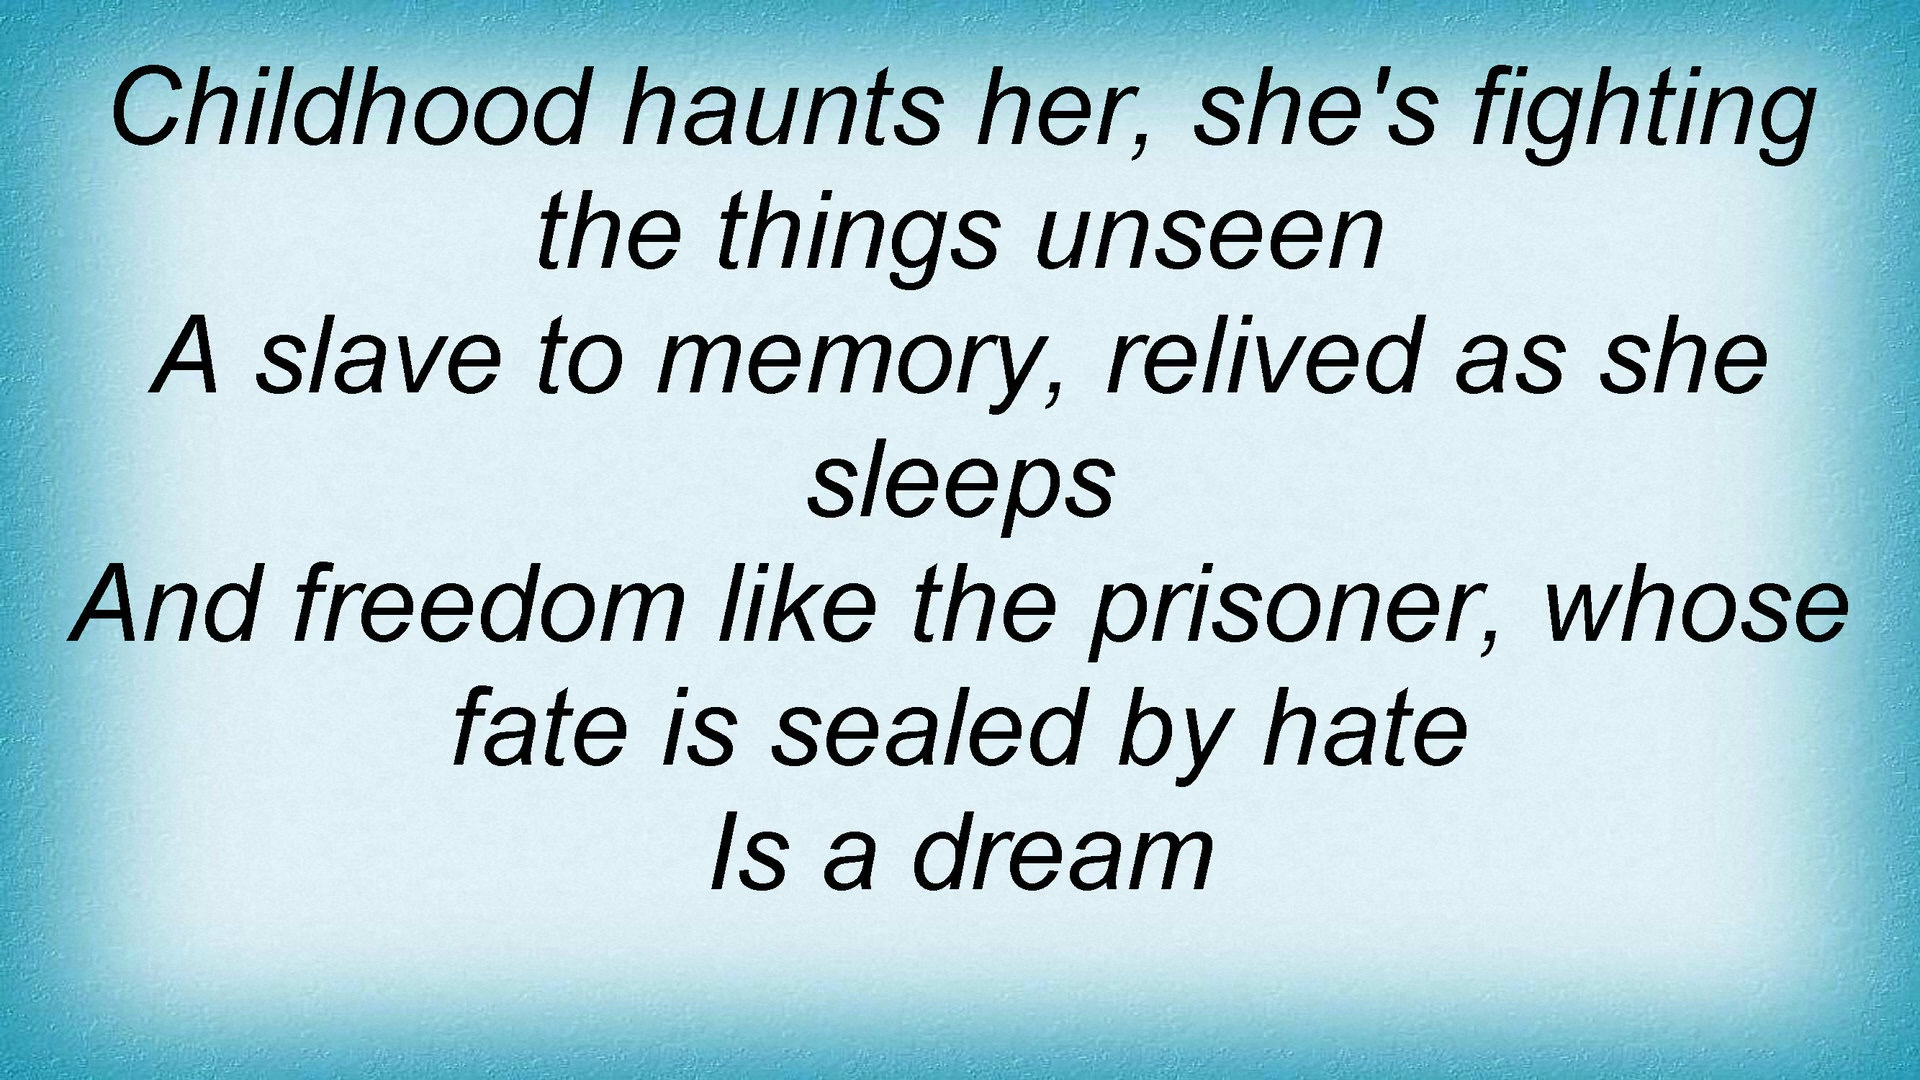 Childhood haunts her, she's fighting
the things unseen
A slave to memory, relived as she
sleeps
And freedom like the prisoner, whose
fate is sealed by hate
Is a dream